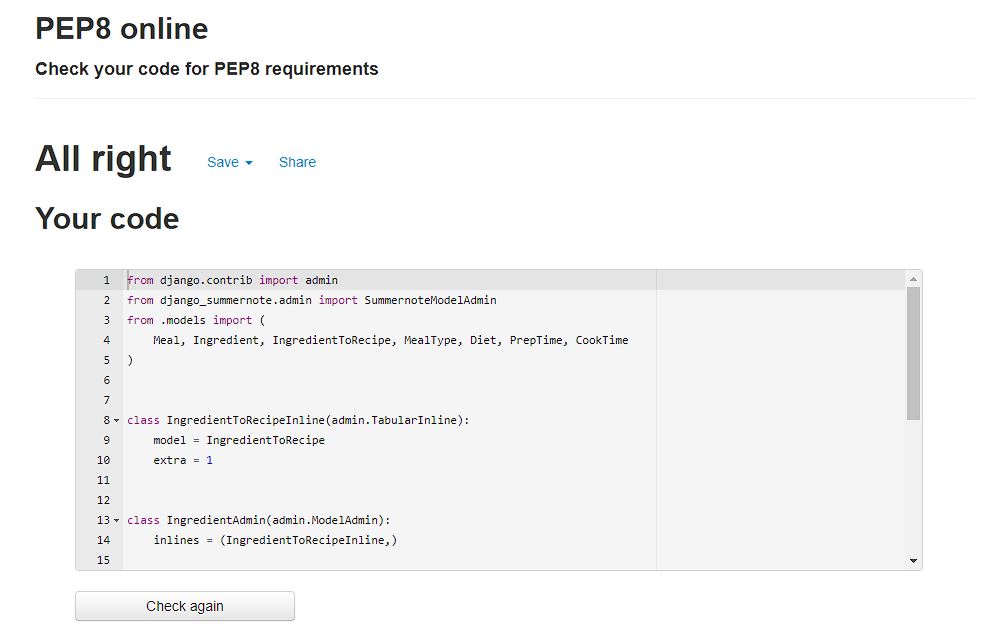 PEP8 online
Check your code for PEP8 requirements
All right Save Share
Your code
1 from django.contrib import admin
2 from django_summernote.admin import SummernoteModelAdmin
3 from .models import (
4     Meal, Ingredient, IngredientToRecipe, MealType, Diet, PrepTime, CookTime
5 )
6
7
8 class IngredientToRecipeInline(admin.TabularInline):
9     model = IngredientToRecipe
10     extra = 1
11
12
13 class IngredientAdmin(admin.ModelAdmin):
14     inlines = (IngredientToRecipeInline,)
15
Check again